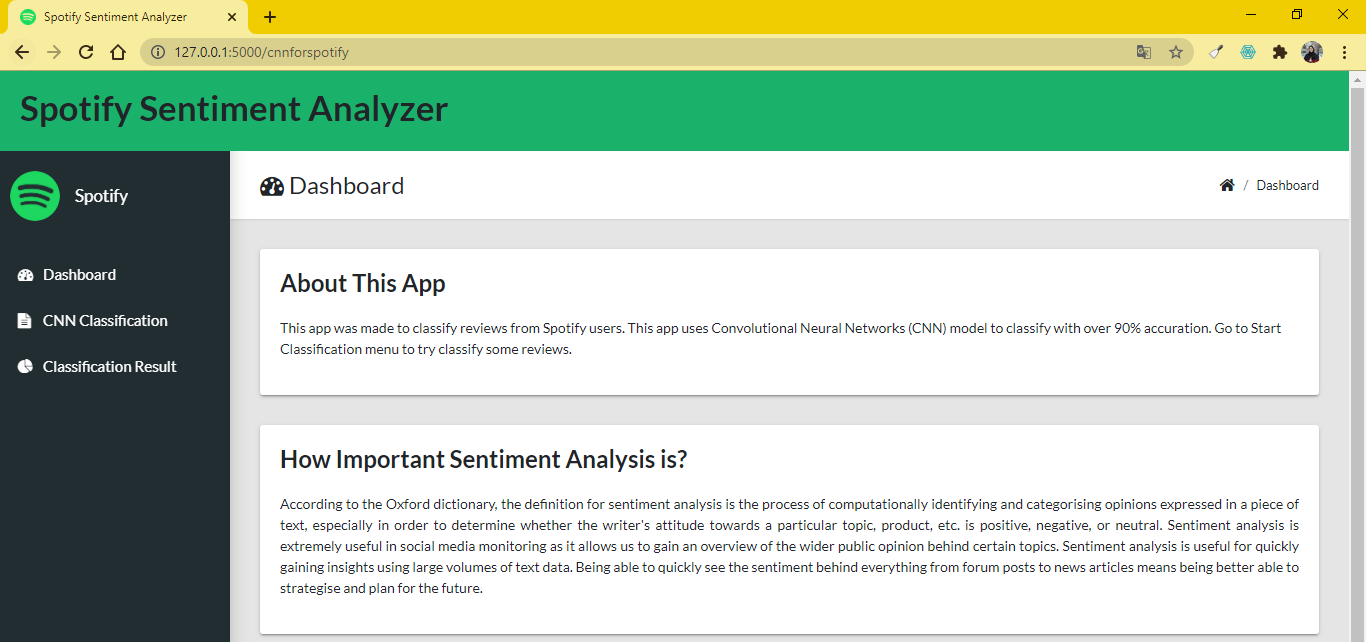 Spotify Sentiment Analyzer
127.0.0.1:5000/cnnforspotify
Spotify Sentiment Analyzer
Spotify
Dashboard
CNN Classification
Classification Result
Dashboard
/ Dashboard
About This App
This app was made to classify reviews from Spotify users. This app uses Convolutional Neural Networks (CNN) model to classify with over 90% accuration. Go to Start
Classification menu to try classify some reviews.
How Important Sentiment Analysis is?
According to the Oxford dictionary, the definition for sentiment analysis is the process of computationally identifying and categorising opinions expressed in a piece of
text, especially in order to determine whether the writer's attitude towards a particular topic, product, etc. is positive, negative, or neutral. Sentiment analysis is
extremely useful in social media monitoring as it allows us to gain an overview of the wider public opinion behind certain topics. Sentiment analysis is useful for quickly
gaining insights using large volumes of text data. Being able to quickly see the sentiment behind everything from forum posts to news articles means being better able to
strategise and plan for the future.